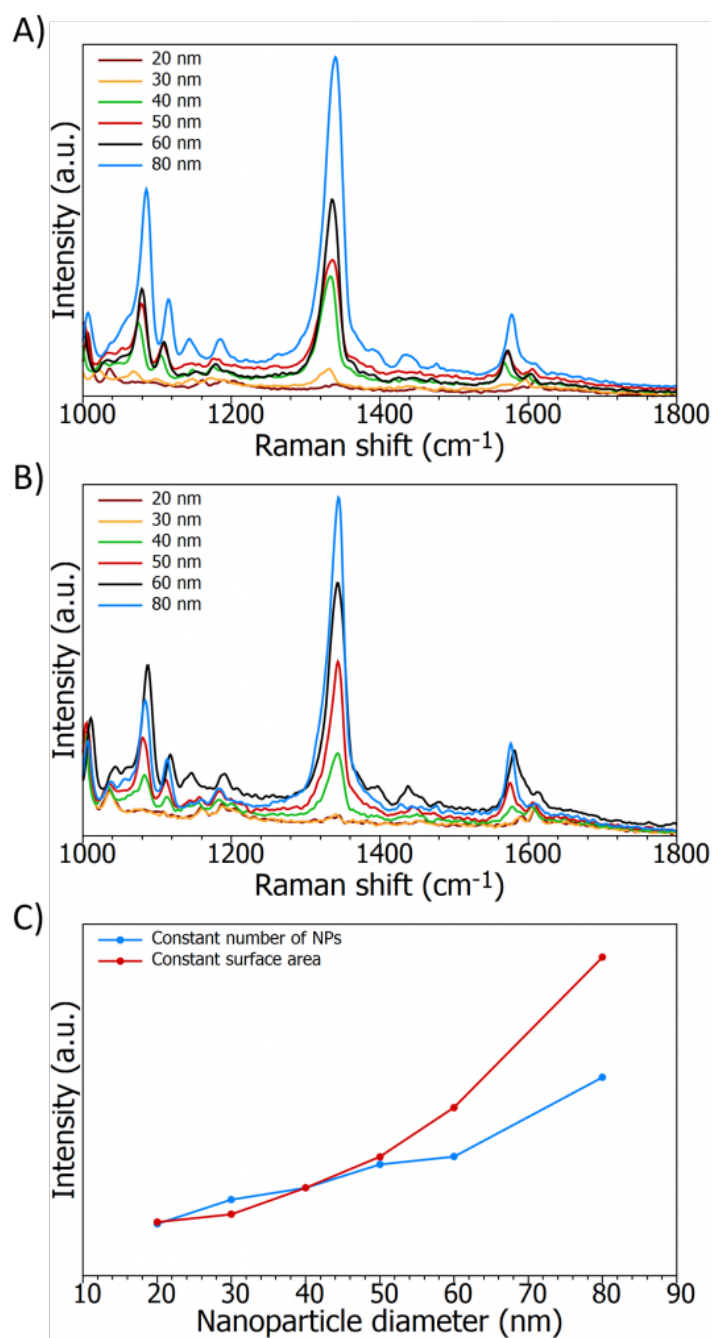 A)
20 nm
30 nm
40 nm
50 nm
60 nm
80 nm
Intensity (a.u.)
1000 1200 1400 1600 1800
Raman shift (cm-1)
B)
20 nm
30 nm
40 nm
50 nm
60 nm
80 nm
Intensity (a.u.)
1000 1200 1400 1600 1800
Raman shift (cm-1)
C)
Constant number of NPs
Constant surface area
Intensity (a.u.)
10 20 30 40 50 60 70 80 90
Nanoparticle diameter (nm)